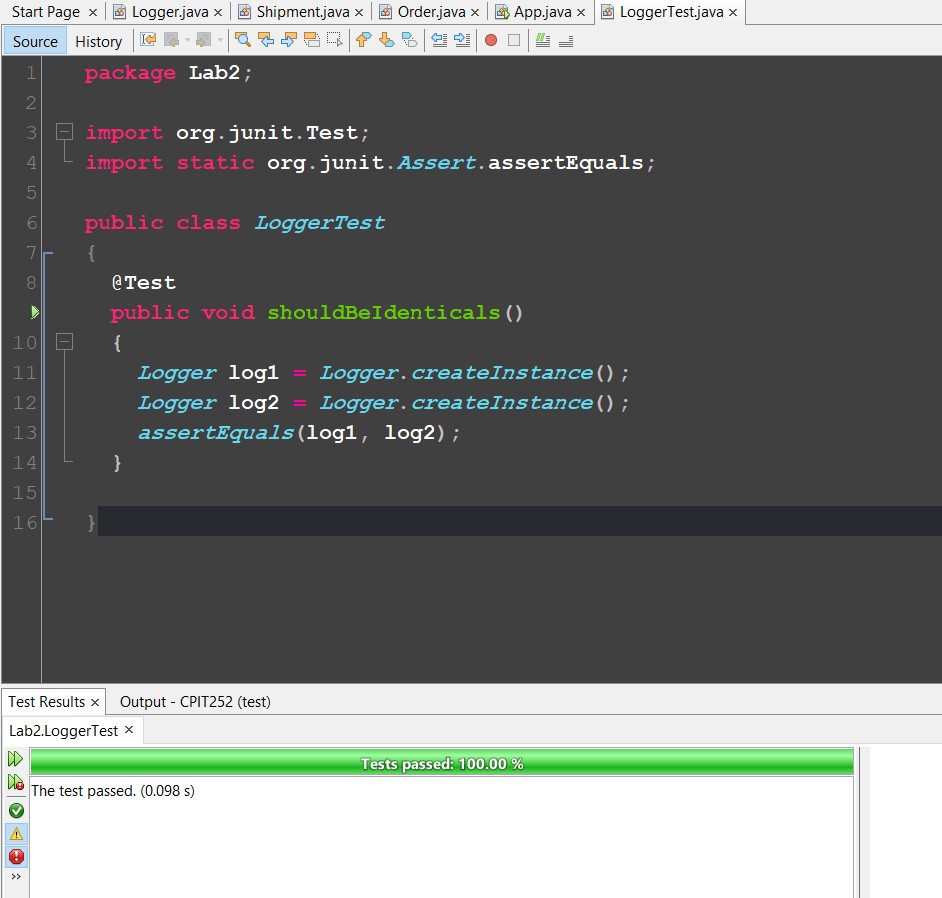 Start Page × Logger.java × Shipment.java × Order.java × App.java × LoggerTest.java ×
Source History
1 package Lab2;
2
3 import org.junit.Test;
4 import static org.junit.Assert.assertEquals;
5
6 public class LoggerTest
7 {
8 @Test
public void shouldBeIdenticals()
10 {
11 Logger log1 = Logger.createInstance();
12 Logger log2 = Logger.createInstance();
13 assertEquals(log1, log2);
14 }
15
16 }
Test Results × Output - CPIT252 (test)
Lab2.LoggerTest ×
Tests passed: 100.00 %
The test passed. (0.098 s)